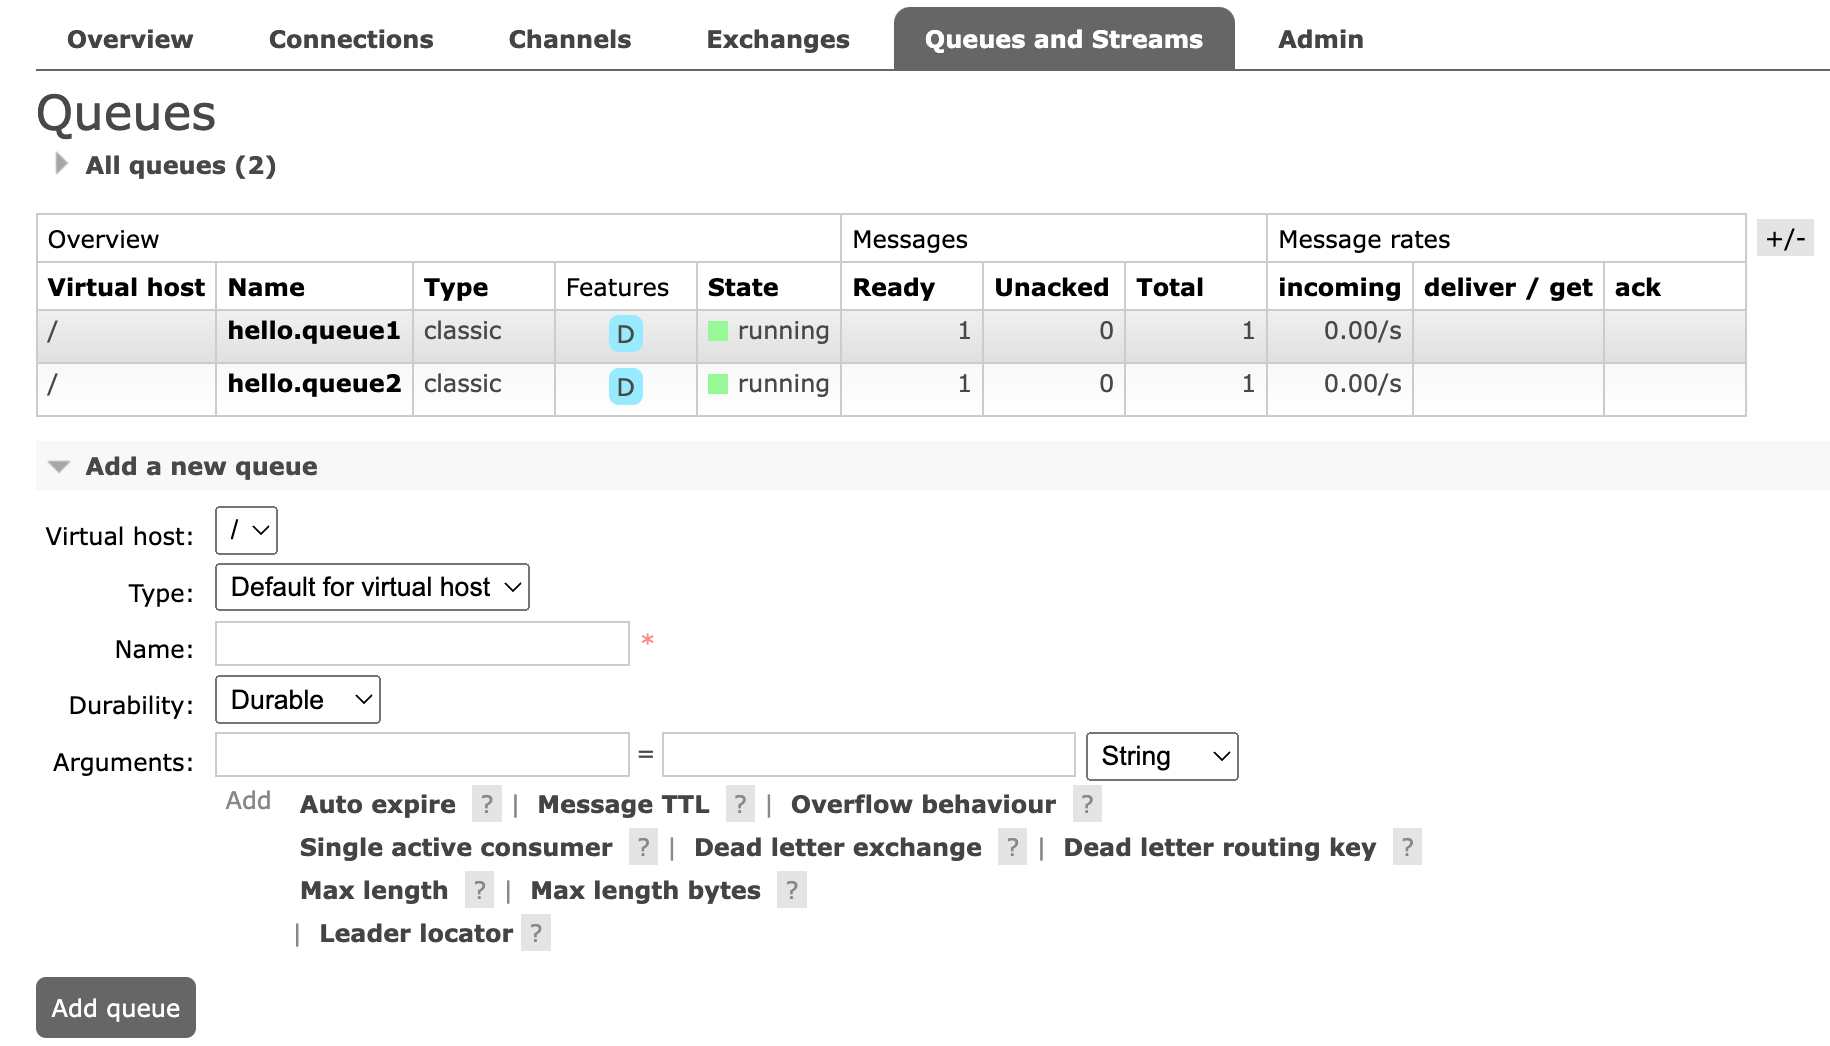 Overview Connections Channels Exchanges Queues and Streams Admin
Queues
All queues (2)
Overview Messages Message rates +/-
Virtual host Name Type Features State Ready Unacked Total incoming deliver / get ack
/ hello.queue1 classic D running 1 0 1 0.00/s
/ hello.queue2 classic D running 1 0 1 0.00/s
Add a new queue
Virtual host: /
Type: Default for virtual host
Name: *
Durability: Durable
Arguments: = String
Add Auto expire ? | Message TTL ? | Overflow behaviour ?
Single active consumer ? | Dead letter exchange ? | Dead letter routing key ?
Max length ? | Max length bytes ?
| Leader locator ?
Add queue